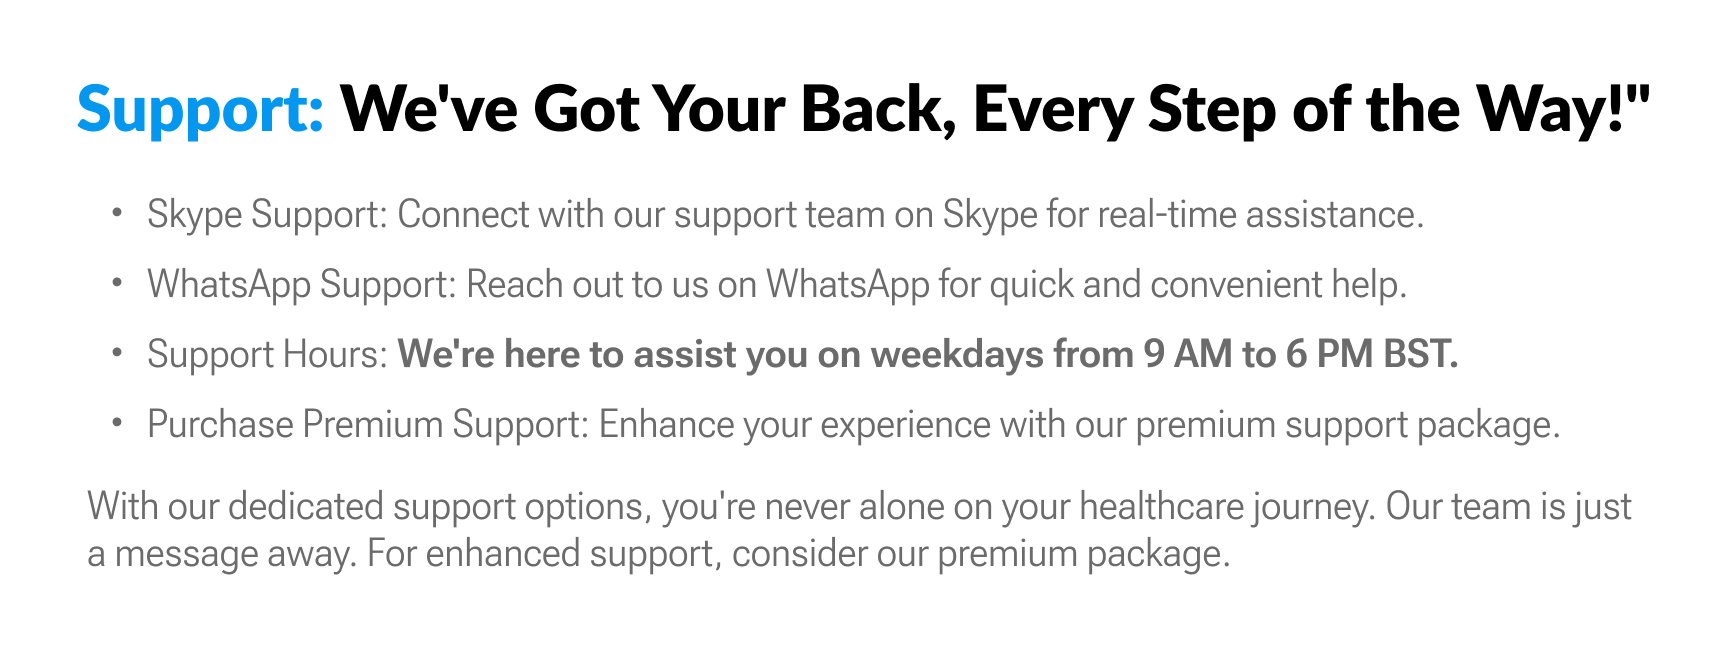 Support: We've Got Your Back, Every Step of the Way!"
• Skype Support: Connect with our support team on Skype for real-time assistance.
• WhatsApp Support: Reach out to us on WhatsApp for quick and convenient help.
• Support Hours: We're here to assist you on weekdays from 9 AM to 6 PM BST.
• Purchase Premium Support: Enhance your experience with our premium support package.
With our dedicated support options, you're never alone on your healthcare journey. Our team is just
a message away. For enhanced support, consider our premium package.